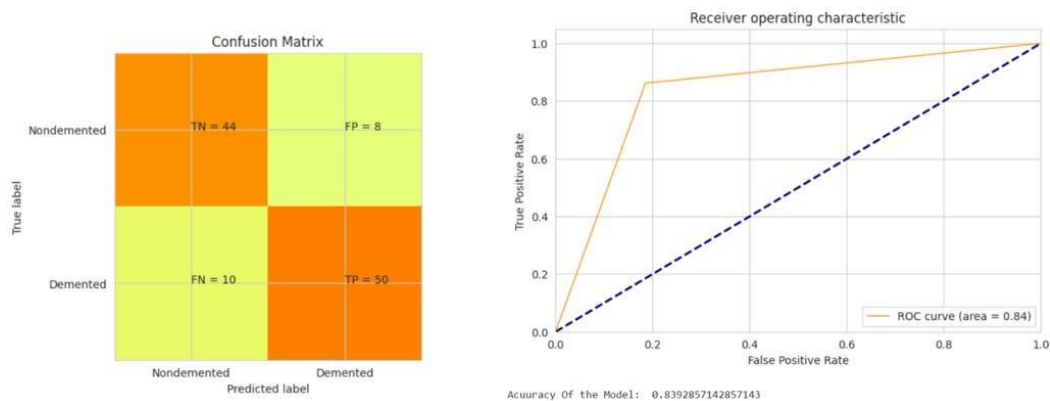 Confusion Matrix
Nondemented
Demented
True label
TN = 44
FP = 8
FN = 10
TP = 50
Nondemented
Demented
Predicted label
Receiver operating characteristic
True Positive Rate
1.0
0.8
0.6
0.4
0.2
0.0
0.0
0.2
0.4
0.6
0.8
1.0
False Positive Rate
ROC curve (area = 0.84)
Acuuracy Of the Model: 0.8392857142857143